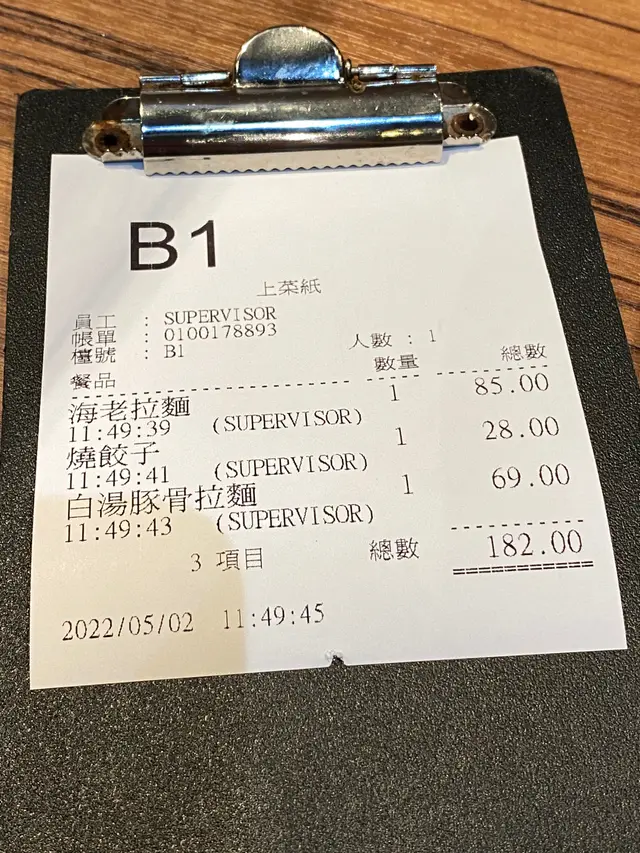 B1
上菜紙
員工 : SUPERVISOR
帳單 : 0100178893
檯號 : B1 人數 : 1
餐品 數量 總數
海老拉麵 1 85.00
11:49:39 (SUPERVISOR)
燒餃子 1 28.00
11:49:41 (SUPERVISOR)
白湯豚骨拉麵 1 69.00
11:49:43 (SUPERVISOR)
3 項目 總數 182.00
2022/05/02 11:49:45